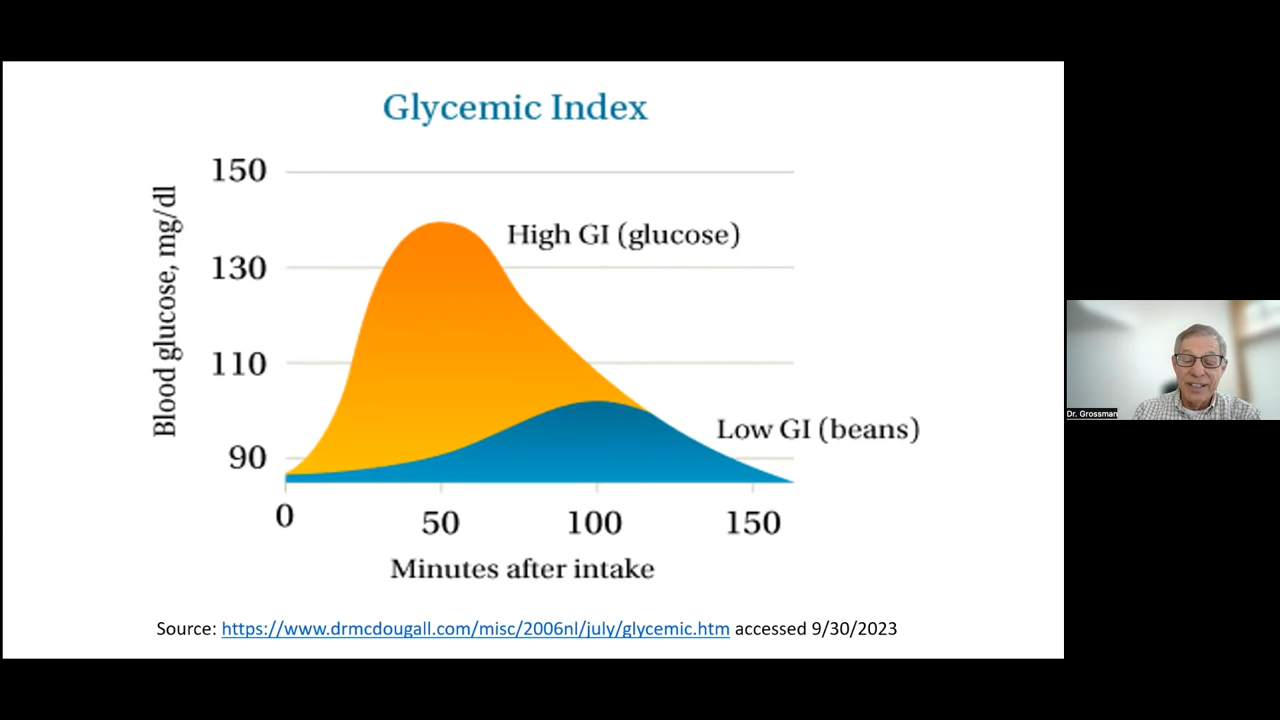 Glycemic Index
150
130
110
90
Blood glucose, mg/dl
High GI (glucose)
Low GI (beans)
0 50 100 150
Minutes after intake
Source: https://www.drmcdougall.com/misc/2006nl/july/glycemic.htm accessed 9/30/2023
Dr. Grossman